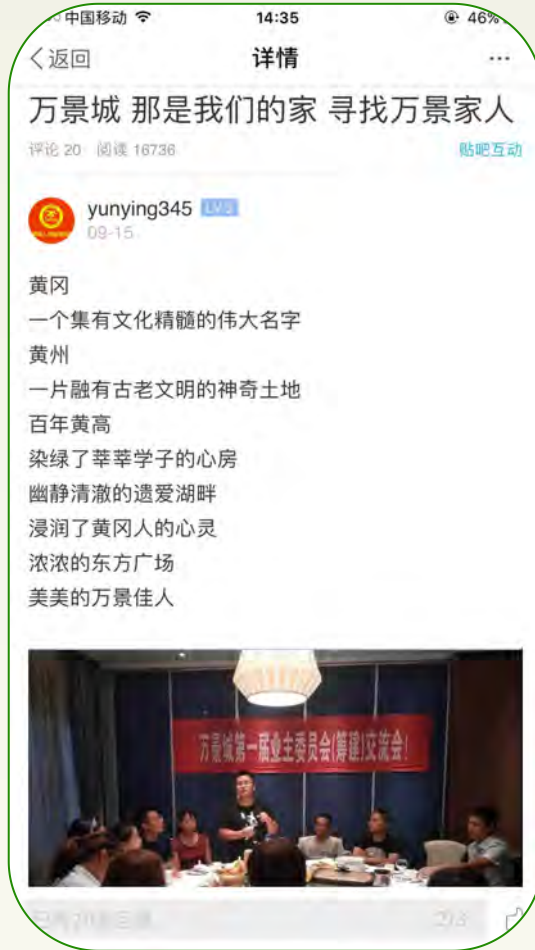 中国移动 14:35 46%
返回 详情 ...
万景城 那是我们的家 寻找万景家人
评论 20 阅读 16736 贴吧互动
yunying345 LV.3
09-15
黄冈
一个集有文化精髓的伟大名字
黄州
一片融有古老文明的神奇土地
百年黄高
染绿了莘莘学子的心房
幽静清澈的遗爱湖畔
浸润了黄冈人的心灵
浓浓的东方广场
美美的万景佳人
万景城第一届业主委员会(筹建)交流会!